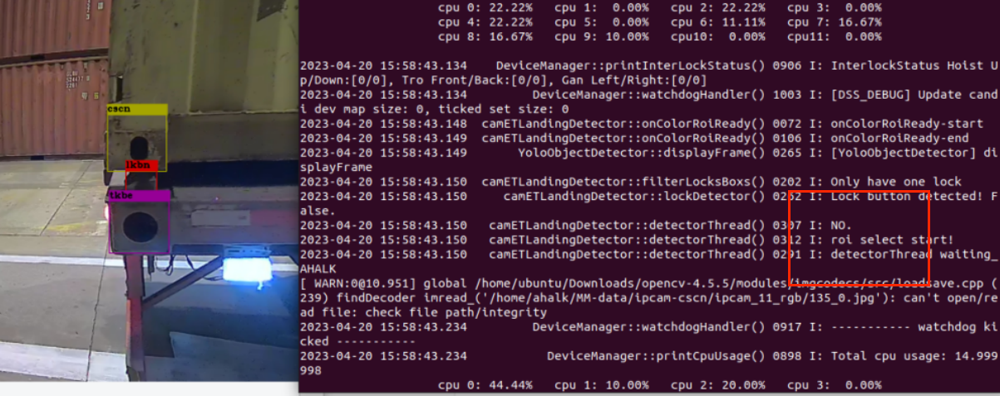 cscn
lkbn
tkbe
cpu 0: 22.22% cpu 1: 0.00% cpu 2: 22.22% cpu 3: 0.00%
cpu 4: 22.22% cpu 5: 0.00% cpu 6: 11.11% cpu 7: 16.67%
cpu 8: 16.67% cpu 9: 10.00% cpu10: 0.00% cpu11: 0.00%
2023-04-20 15:58:43.134 DeviceManager::printInterLockStatus() 0906 I: InterlockStatus Hoist U
p/Down:[0/0], Tro Front/Back:[0/0], Gan Left/Right:[0/0]
2023-04-20 15:58:43.134 DeviceManager::watchdogHandler() 1003 I: [DSS_DEBUG] Update cand
i dev map size: 0, ticked set size: 0
2023-04-20 15:58:43.148 camETLandingDetector::onColorRoiReady() 0072 I: onColorRoiReady-start
2023-04-20 15:58:43.149 camETLandingDetector::onColorRoiReady() 0106 I: onColorRoiReady-end
2023-04-20 15:58:43.149 YoloObjectDetector::displayFrame() 0265 I: [YoloObjectDetector] di
splayFrame
2023-04-20 15:58:43.150 camETLandingDetector::filterLocksBoxs() 0202 I: Only have one lock
2023-04-20 15:58:43.150 camETLandingDetector::lockDetector() 0262 I: Lock button detected! F
alse.
2023-04-20 15:58:43.150 camETLandingDetector::detectorThread() 0307 I: NO.
2023-04-20 15:58:43.150 camETLandingDetector::detectorThread() 0312 I: roi select start!
2023-04-20 15:58:43.150 camETLandingDetector::detectorThread() 0291 I: detectorThread waiting_
AHALK
[ WARN:0@10.951] global /home/ubuntu/Downloads/opencv-4.5.5/modules/imgcodecs/src/loadsave.cpp (
239) findDecoder imread_('/home/ahalk/MM-data/ipcam-cscn/ipcam_11_rgb/135_0.jpg'): can't open/re
ad file: check file path/integrity
2023-04-20 15:58:43.234 DeviceManager::watchdogHandler() 0917 I: ----------- watchdog ki
cked -----------
2023-04-20 15:58:43.234 DeviceManager::printCpuUsage() 0898 I: Total cpu usage: 14.999
998
cpu 0: 44.44% cpu 1: 10.00% cpu 2: 20.00% cpu 3: 0.00%